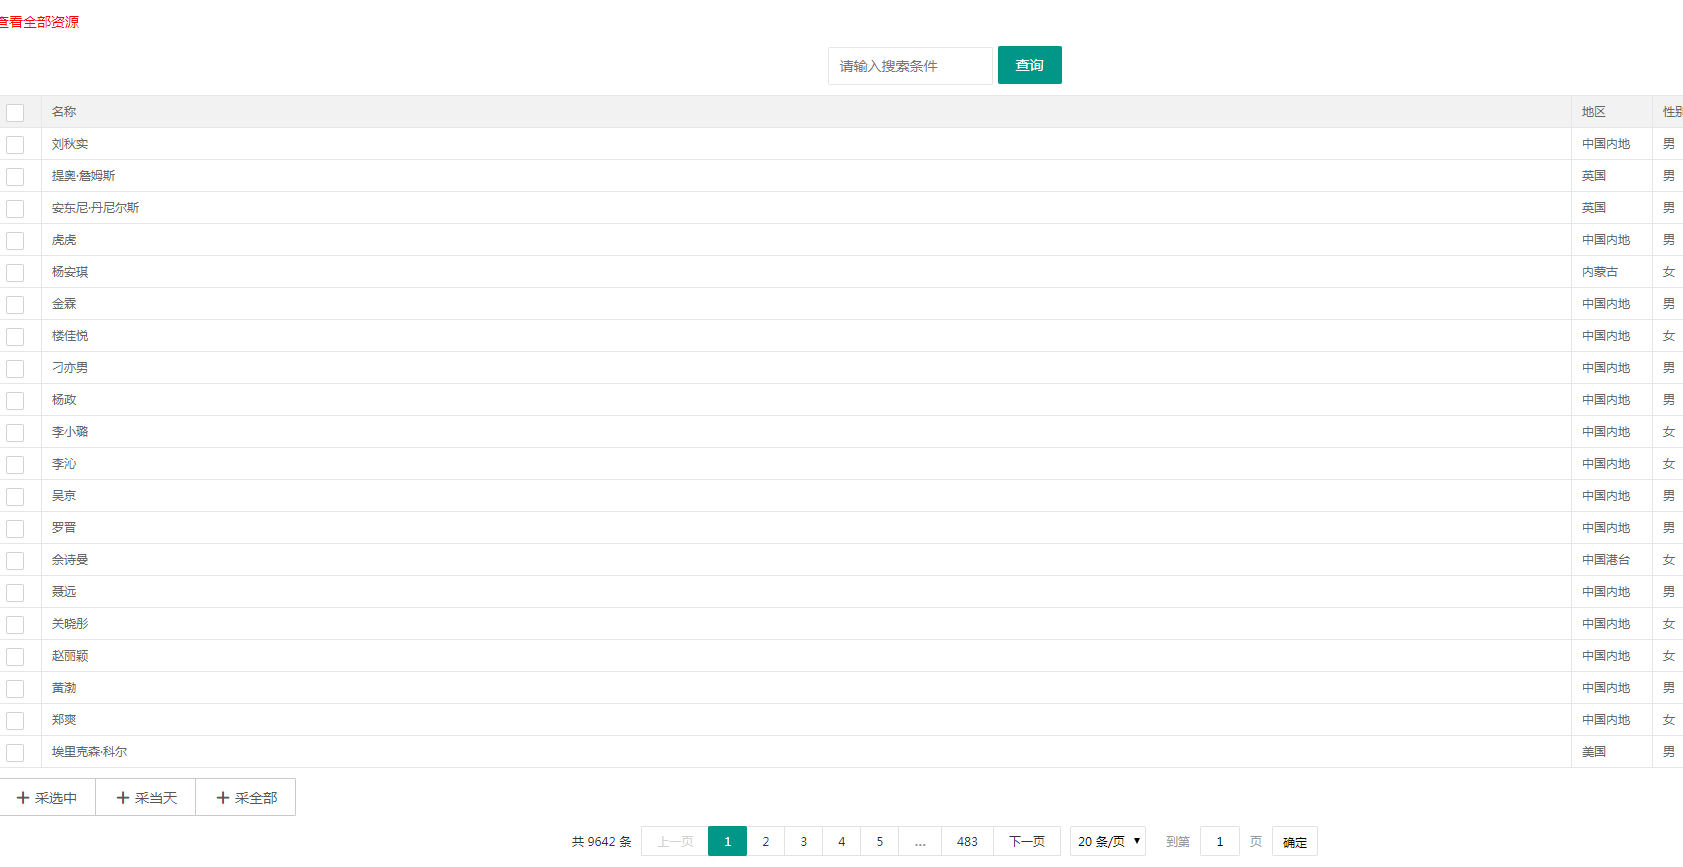 查看全部资源
请输入搜索条件 查询
名称 地区 性别
刘秋实 中国内地 男
提奥·詹姆斯 英国 男
安东尼·丹尼尔斯 英国 男
虎虎 中国内地 男
杨安琪 内蒙古 女
金霖 中国内地 男
楼佳悦 中国内地 女
刁亦男 中国内地 男
杨政 中国内地 男
李小璐 中国内地 女
李沁 中国内地 女
吴京 中国内地 男
罗晋 中国内地 男
佘诗曼 中国港台 女
聂远 中国内地 男
关晓彤 中国内地 女
赵丽颖 中国内地 女
黄渤 中国内地 男
郑爽 中国内地 女
埃里克森·科尔 美国 男
采选中 采当天 采全部
共 9642 条 上一页 1 2 3 4 5 … 483 下一页 20 条/页 到第 1 页 确定